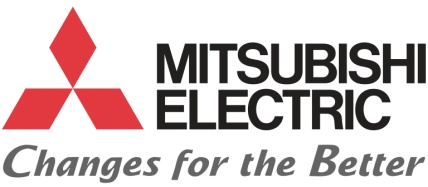 MITSUBISHI
ELECTRIC
Changes for the Better